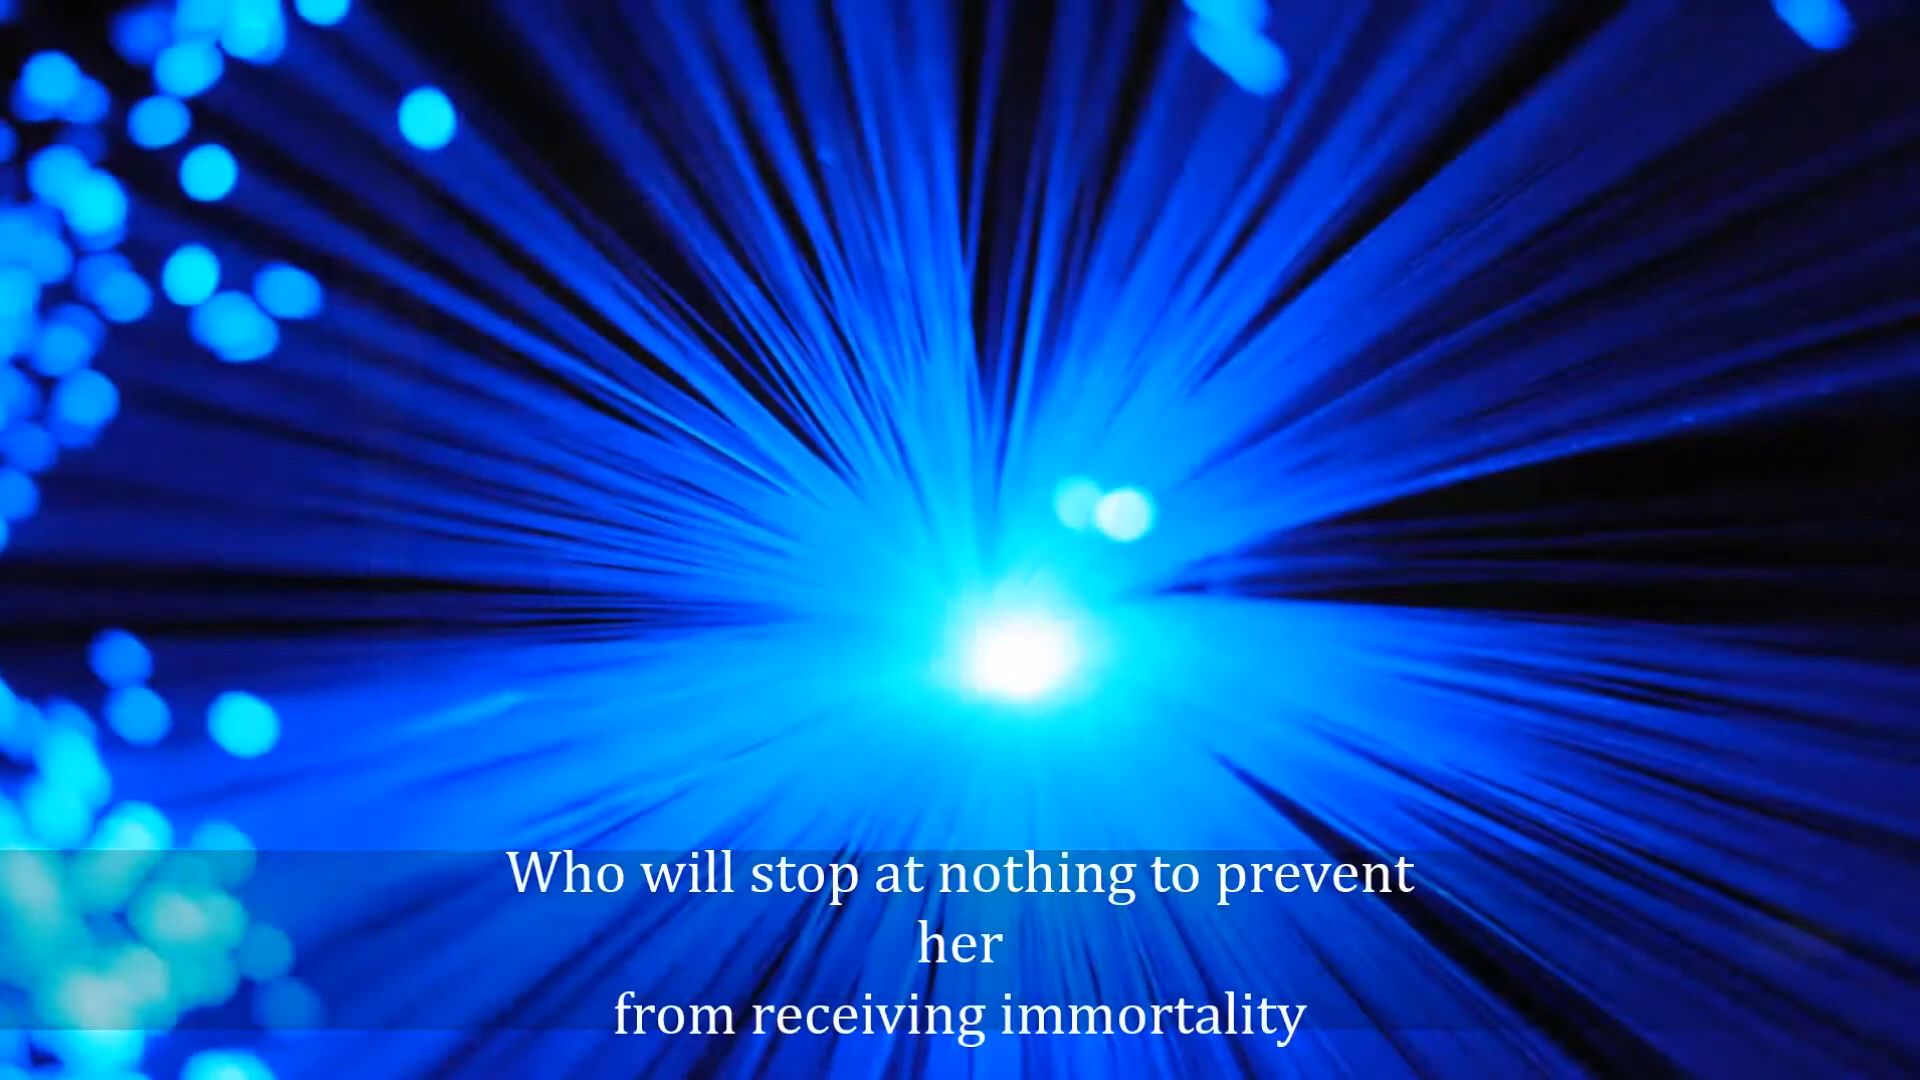 Who will stop at nothing to prevent
her
from receiving immortality